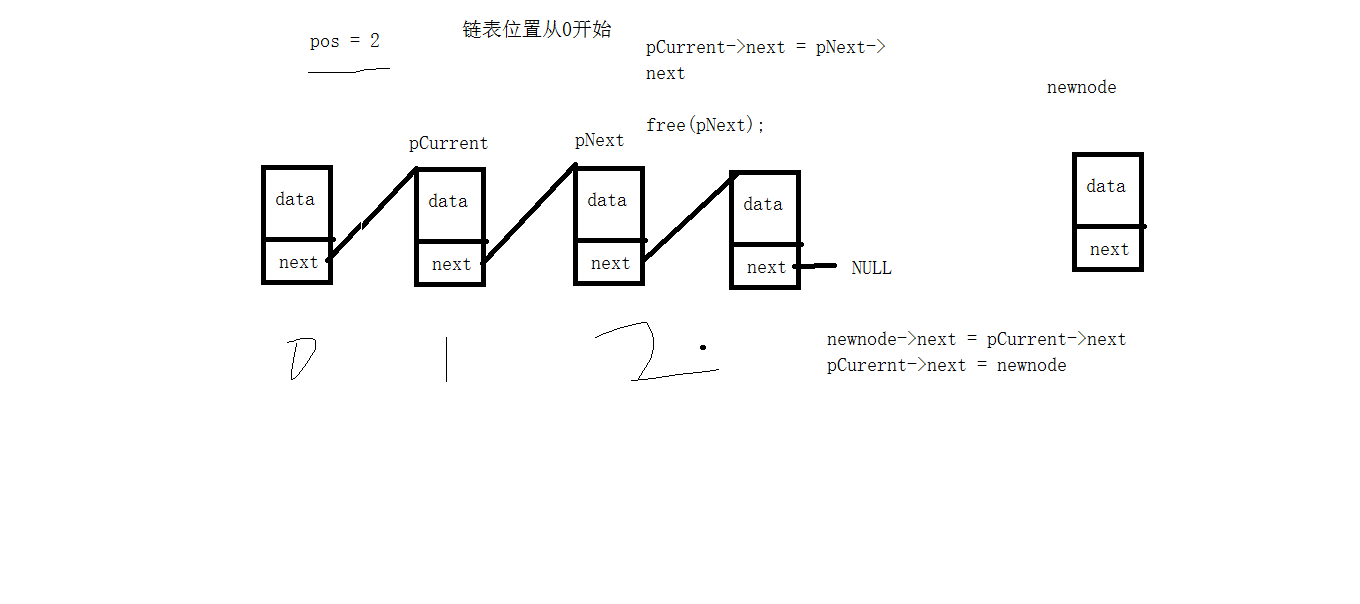 pos = 2
链表位置从0开始
pCurrent->next = pNext->
next
free(pNext);
newnode
pCurrent
pNext
data
data
data
data
data
next
next
next
next
NULL
next
0
1
2
newnode->next = pCurrent->next
pCurernt->next = newnode